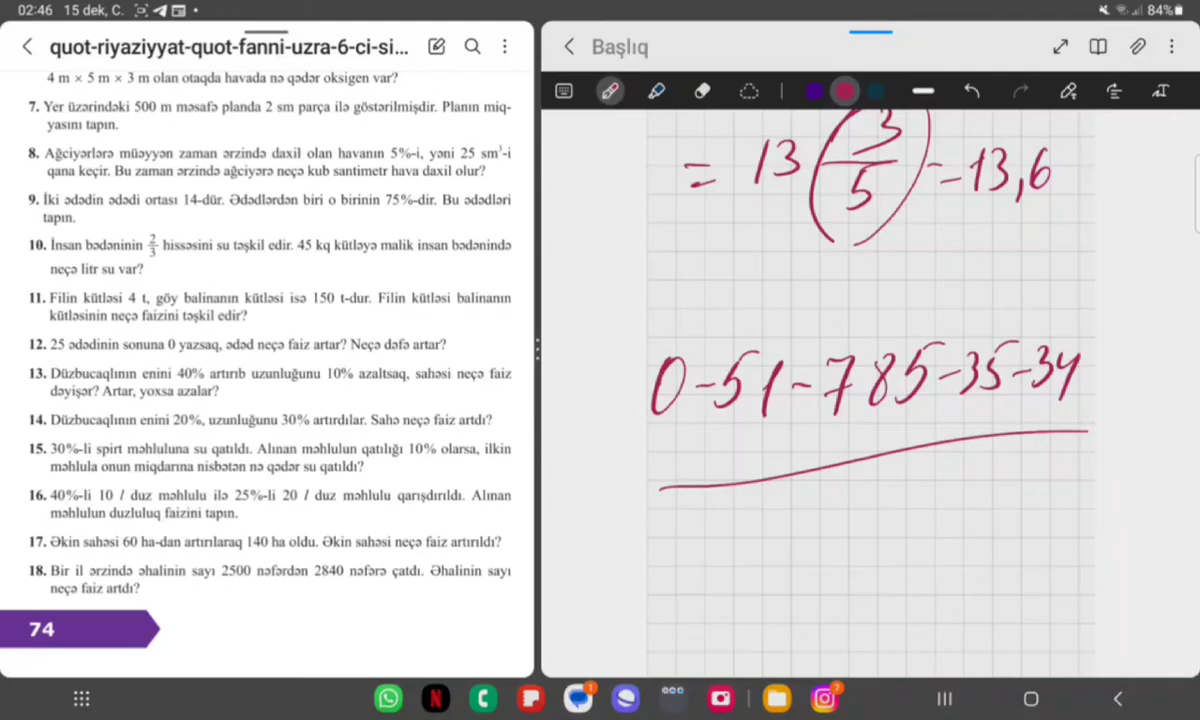 02:46 15 dek, C. 84%
quot-riyaziyyat-quot-fanni-uzra-6-ci-si...
4 m × 5 m × 3 m olan otaqda havada nə qədər oksigen var?
7. Yer üzərindəki 500 m məsafə planda 2 sm parça ilə göstərilmişdir. Planın miq-
yasını tapın.
8. Ağciyərlərə müəyyən zaman ərzində daxil olan havanın 5%-i, yəni 25 sm³-i
qana keçir. Bu zaman ərzində ağciyərə neçə kub santimetr hava daxil olur?
9. İki ədədin ədədi ortası 14-dür. Ədədlərdən biri o birinin 75%-dir. Bu ədədləri
tapın.
10. İnsan bədəninin 2/3 hissəsini su təşkil edir. 45 kq kütləyə malik insan bədənində
neçə litr su var?
11. Filin kütləsi 4 t, göy balinanın kütləsi isə 150 t-dur. Filin kütləsi balinanın
kütləsinin neçə faizini təşkil edir?
12. 25 ədədinin sonuna 0 yazsaq, ədəd neçə faiz artar? Neçə dəfə artar?
13. Düzbucaqlının enini 40% artırıb uzunluğunu 10% azaltsaq, sahəsi neçə faiz
dəyişər? Artar, yoxsa azalar?
14. Düzbucaqlının enini 20%, uzunluğunu 30% artırdılar. Sahə neçə faiz artdı?
15. 30%-li spirt məhluluna su qatıldı. Alınan məhlulun qatılığı 10% olarsa, ilkin
məhlula onun miqdarına nisbətən nə qədər su qatıldı?
16. 40%-li 10 l duz məhlulu ilə 25%-li 20 l duz məhlulu qarışdırıldı. Alınan
məhlulun duzluluq faizini tapın.
17. Əkin sahəsi 60 ha-dan artırılaraq 140 ha oldu. Əkin sahəsi neçə faiz artırıldı?
18. Bir il ərzində əhalinin sayı 2500 nəfərdən 2840 nəfərə çatdı. Əhalinin sayı
neçə faiz artdı?
74
Başlıq
= 13 (3/5) = 13,6
0-51-785-35-34
1
7